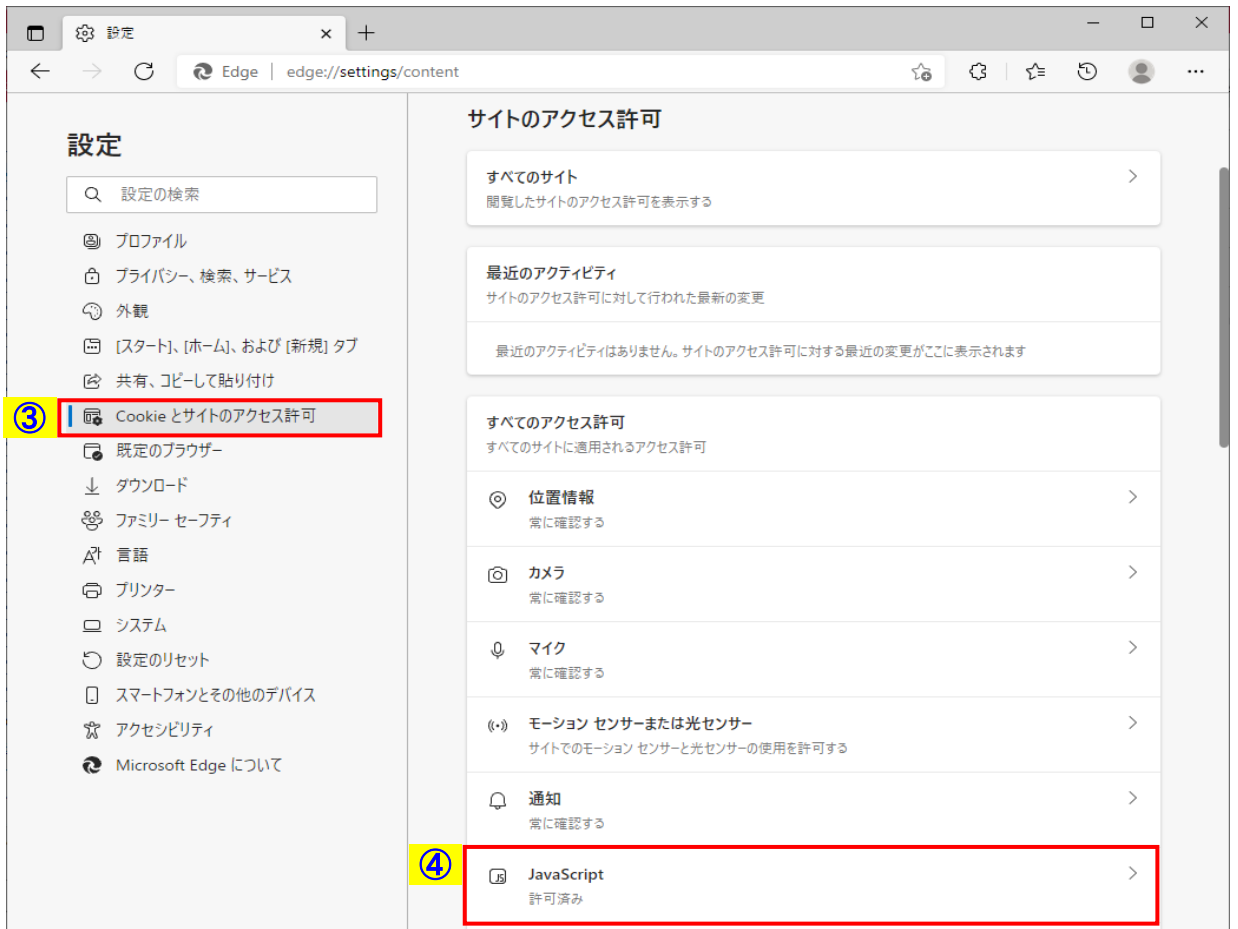 設定
Edge
edge://settings/content
設定
設定の検索
プロファイル
プライバシー、検索、サービス
外観
[スタート]、[ホーム]、および [新規] タブ
共有、コピーして貼り付け
③
Cookie とサイトのアクセス許可
既定のブラウザー
ダウンロード
ファミリー セーフティ
言語
プリンター
システム
設定のリセット
スマートフォンとその他のデバイス
アクセシビリティ
Microsoft Edge について
サイトのアクセス許可
すべてのサイト
閲覧したサイトのアクセス許可を表示する
最近のアクティビティ
サイトのアクセス許可に対して行われた最新の変更
最近のアクティビティはありません。サイトのアクセス許可に対する最近の変更がここに表示されます
すべてのアクセス許可
すべてのサイトに適用されるアクセス許可
位置情報
常に確認する
カメラ
常に確認する
マイク
常に確認する
モーション センサーまたは光センサー
サイトでのモーション センサーと光センサーの使用を許可する
通知
常に確認する
④
JS
JavaScript
許可済み